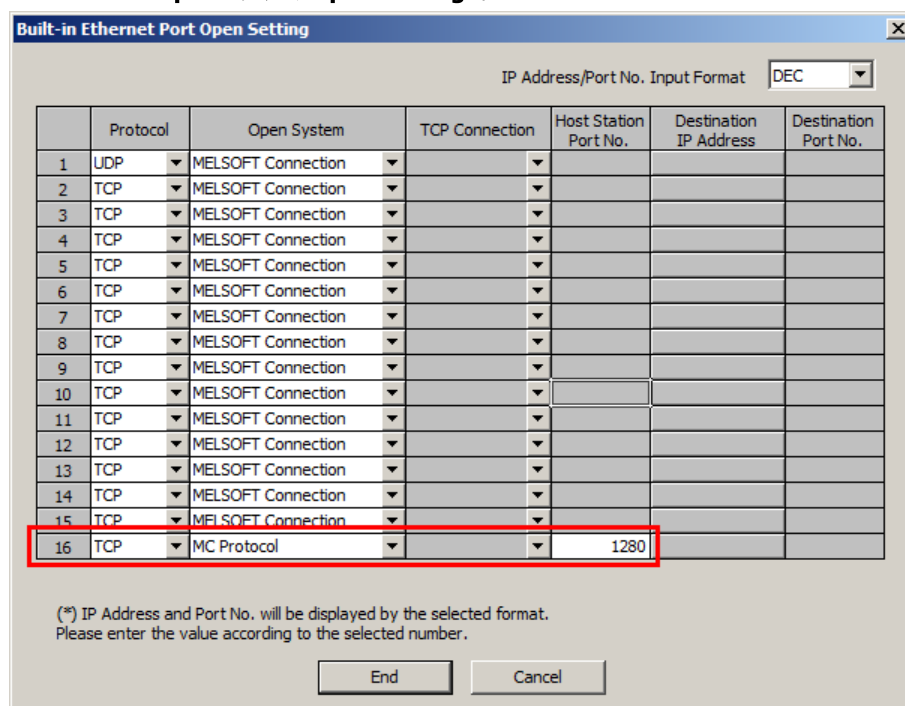 Built-in Ethernet Port Open Setting
IP Address/Port No. Input Format DEC
Protocol Open System TCP Connection Host Station Port No. Destination IP Address Destination Port No.
1 UDP MELSOFT Connection
2 TCP MELSOFT Connection
3 TCP MELSOFT Connection
4 TCP MELSOFT Connection
5 TCP MELSOFT Connection
6 TCP MELSOFT Connection
7 TCP MELSOFT Connection
8 TCP MELSOFT Connection
9 TCP MELSOFT Connection
10 TCP MELSOFT Connection
11 TCP MELSOFT Connection
12 TCP MELSOFT Connection
13 TCP MELSOFT Connection
14 TCP MELSOFT Connection
15 TCP MELSOFT Connection
16 TCP MC Protocol 1280
(*) IP Address and Port No. will be displayed by the selected format.
Please enter the value according to the selected number.
End Cancel